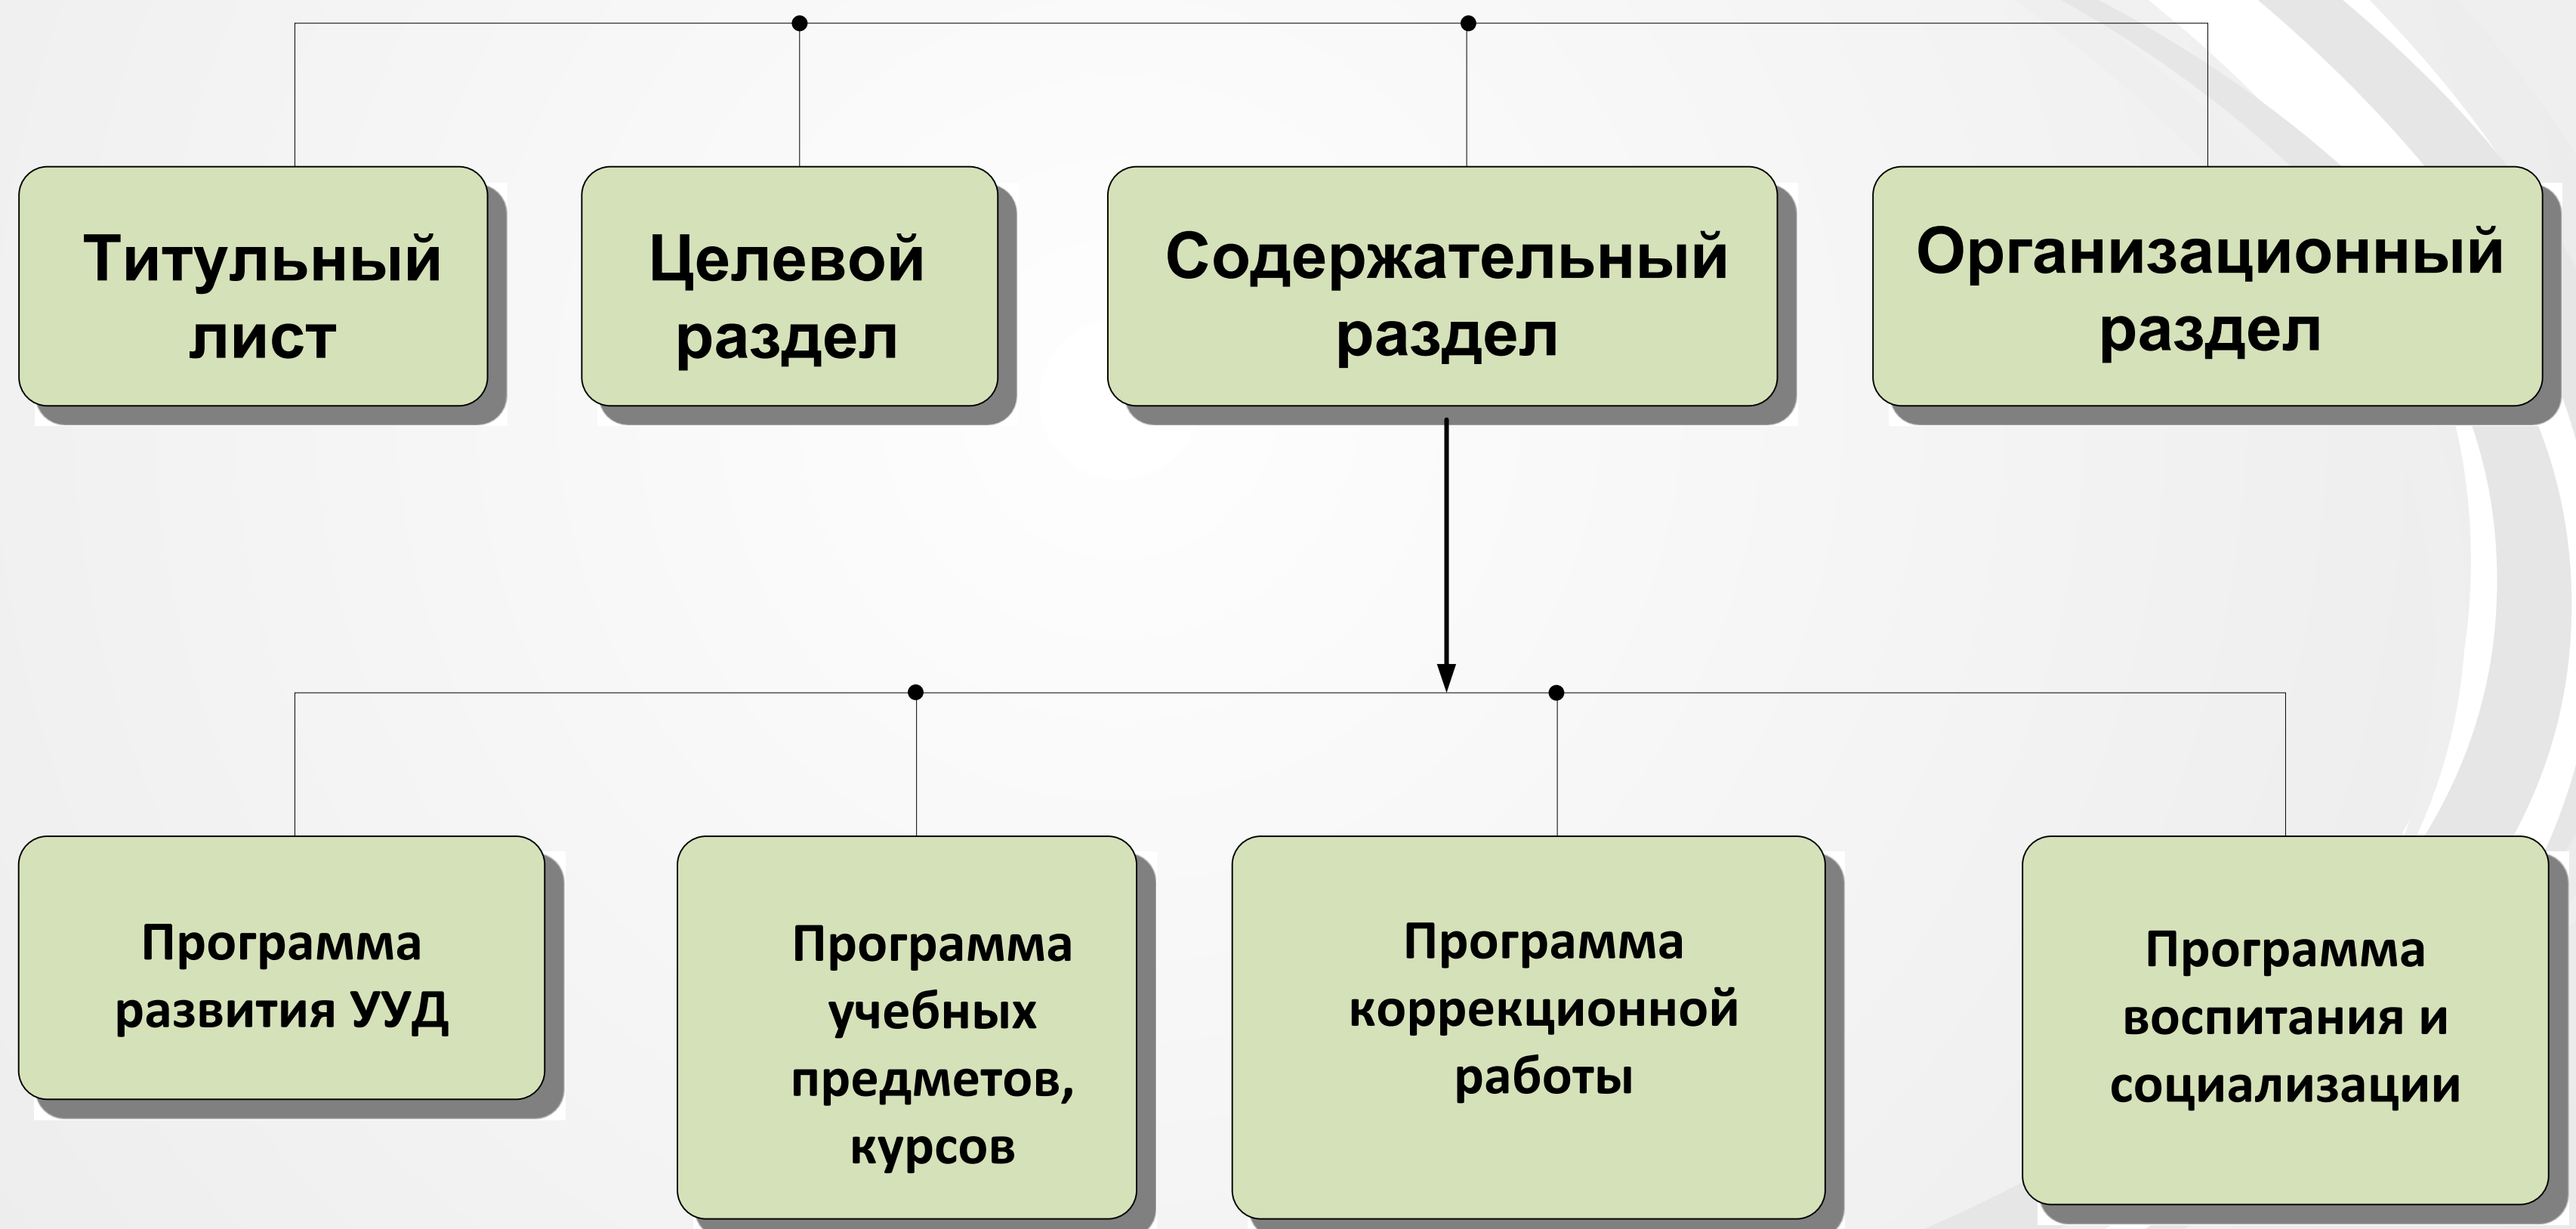 Титульный
лист
Целевой
раздел
Содержательный
раздел
Организационный
раздел
Программа
развития УУД
Программа
учебных
предметов,
курсов
Программа
коррекционной
работы
Программа
воспитания и
социализации